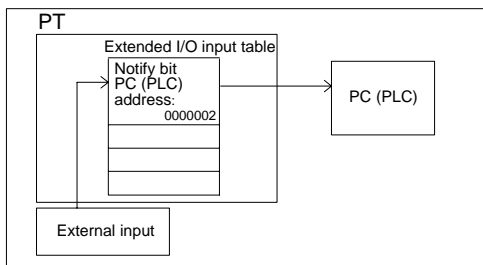 PT
Extended I/O input table
Notify bit
PC (PLC)
address:
0000002
PC (PLC)
External input